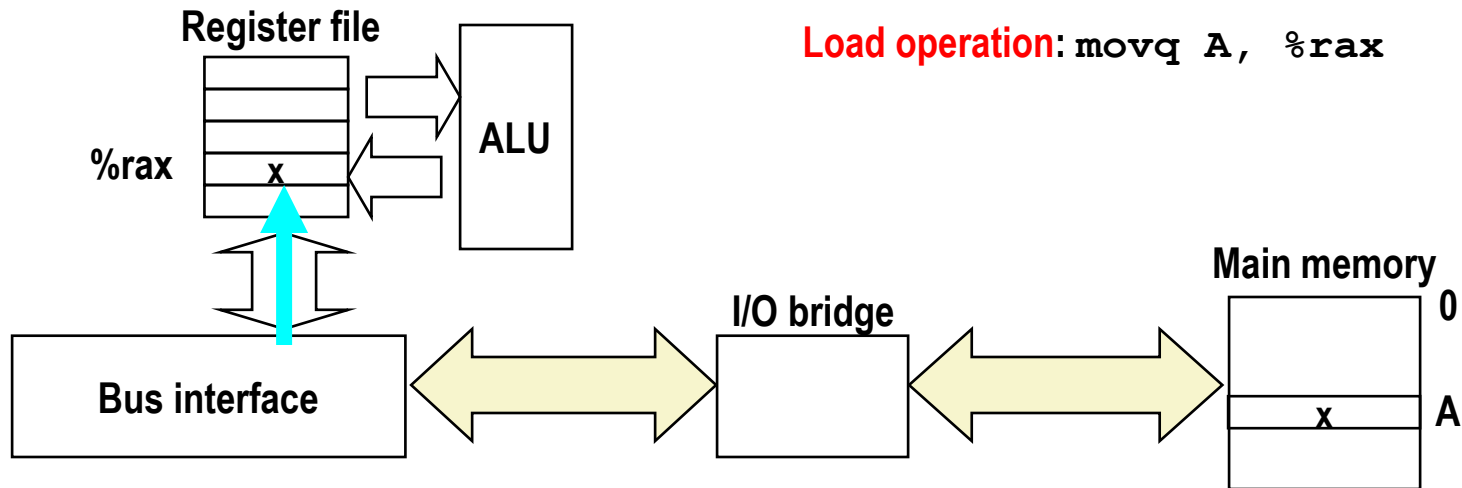 Register file
Load operation: movq A, %rax
ALU
%rax
x
Main memory
0
I/O bridge
Bus interface
x
A